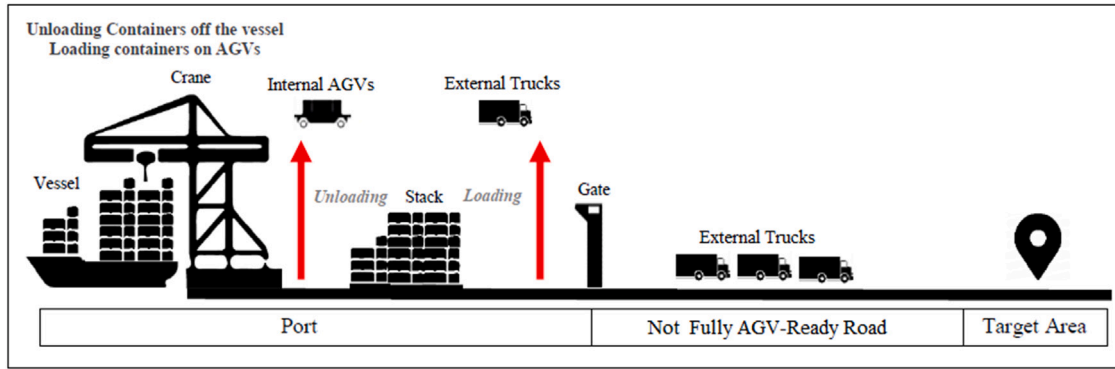 Unloading Containers off the vessel
Loading containers on AGVs
Crane
Internal AGVs
External Trucks
Vessel
Unloading
Stack
Loading
Gate
External Trucks
Port
Not Fully AGV-Ready Road
Target Area